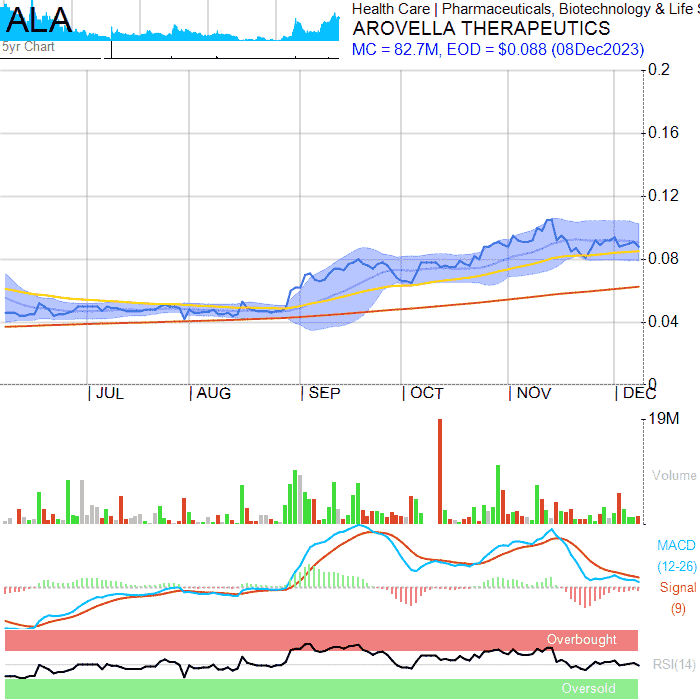 ALA
5yr Chart
Health Care | Pharmaceuticals, Biotechnology & Life S
AROVELLA THERAPEUTICS
MC = 82.7M, EOD = $0.088 (08Dec2023)
0.2
0.16
0.12
0.08
0.04
0
JUL AUG SEP OCT NOV DEC
19M
Volume
MACD
(12-26)
Signal
(9)
Overbought
RSI(14)
Oversold